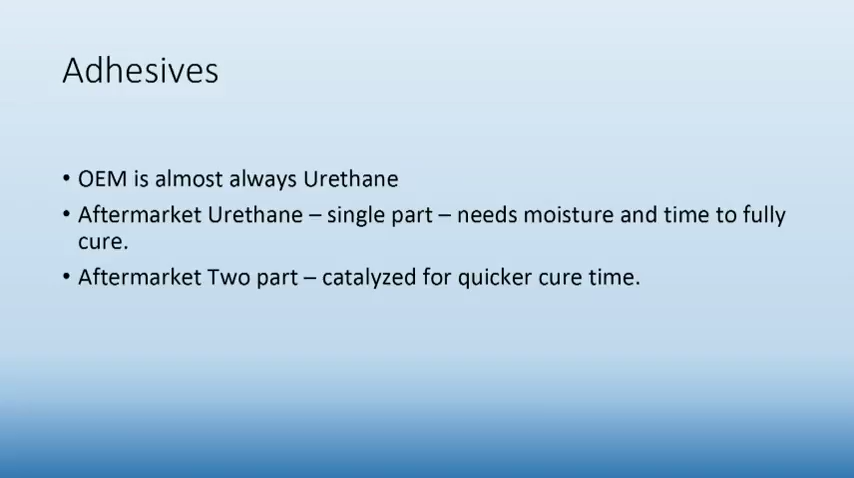 Adhesives
• OEM is almost always Urethane
• Aftermarket Urethane – single part – needs moisture and time to fully
cure.
• Aftermarket Two part – catalyzed for quicker cure time.